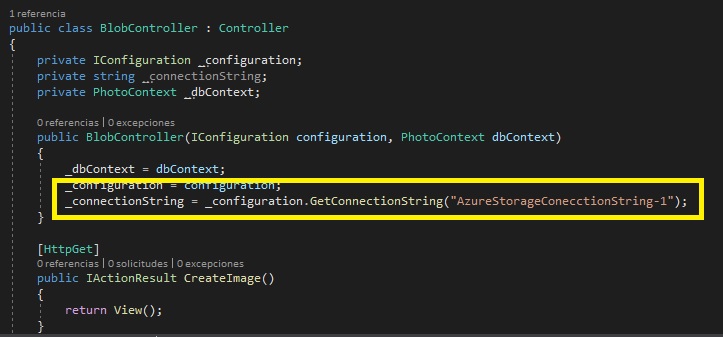 1 referencia
public class BlobController : Controller
{
private IConfiguration _configuration;
private string _connectionString;
private PhotoContext _dbContext;
0 referencias | 0 excepciones
public BlobController(IConfiguration configuration, PhotoContext dbContext)
{
_dbContext = dbContext;
_configuration = configuration;
_connectionString = _configuration.GetConnectionString("AzureStorageConecctionString-1");
}
[HttpGet]
0 referencias | 0 solicitudes | 0 excepciones
public IActionResult CreateImage()
{
return View();
}